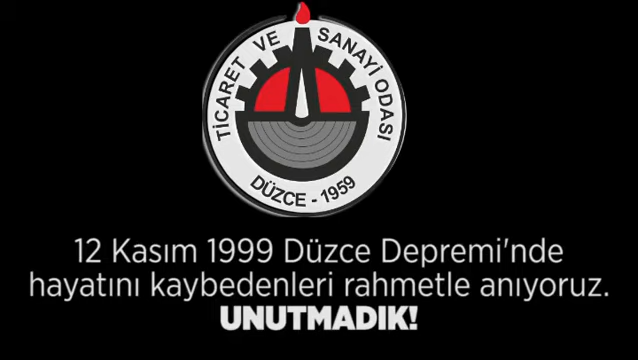 TİCARET VE SANAYİ ODASI
DÜZCE - 1959
12 Kasım 1999 Düzce Depremi'nde
hayatını kaybedenleri rahmetle anıyoruz.
UNUTMADIK!